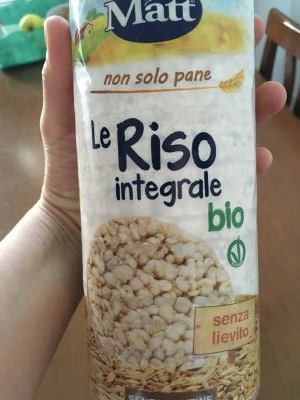 Matt
non solo pane
Le Riso
integrale
bio
senza
lievito